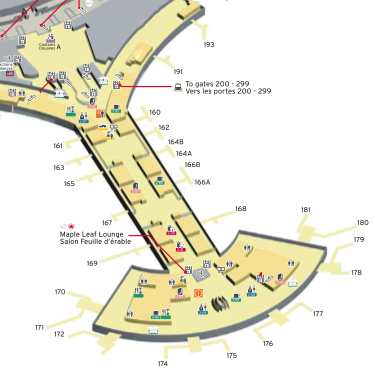 Customs
Douanes
A
193
191
To gates 200 - 299
Vers les portes 200 - 299
160
162
161
164B
164A
163
166B
165
166A
167
168
Maple Leaf Lounge
Salon Feuille d'érable
169
181
180
179
178
170
177
171
172
176
175
174